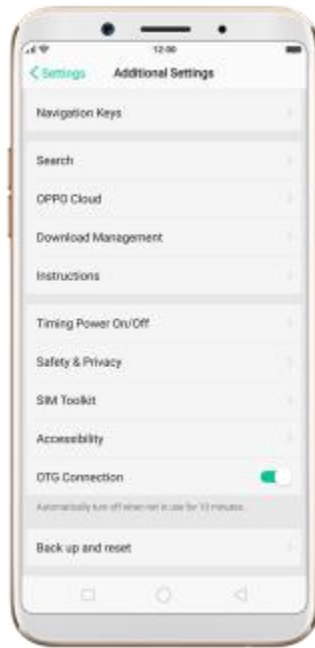 12:00
Settings
Additional Settings
Navigation Keys
Search
OPPO Cloud
Download Management
Instructions
Timing Power On/Off
Safety & Privacy
SIM Toolkit
Accessibility
OTG Connection
Automatically turn off when not in use for 10 minutes.
Back up and reset